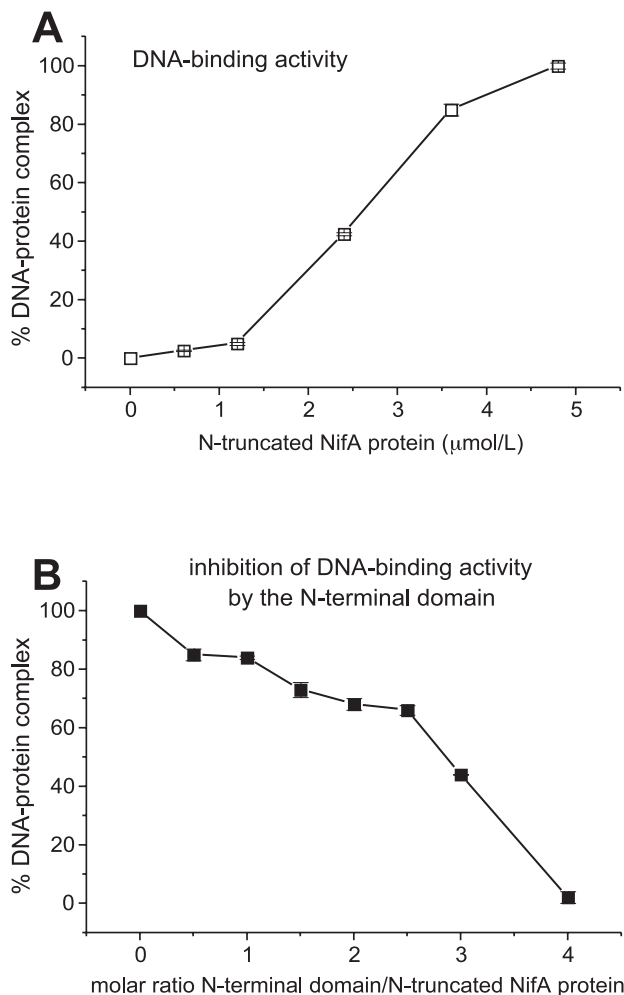 A
DNA-binding activity
% DNA-protein complex
100
80
60
40
20
0
0 1 2 3 4 5
N-truncated NifA protein (μmol/L)
B
inhibition of DNA-binding activity
by the N-terminal domain
% DNA-protein complex
100
80
60
40
20
0
0 1 2 3 4
molar ratio N-terminal domain/N-truncated NifA protein